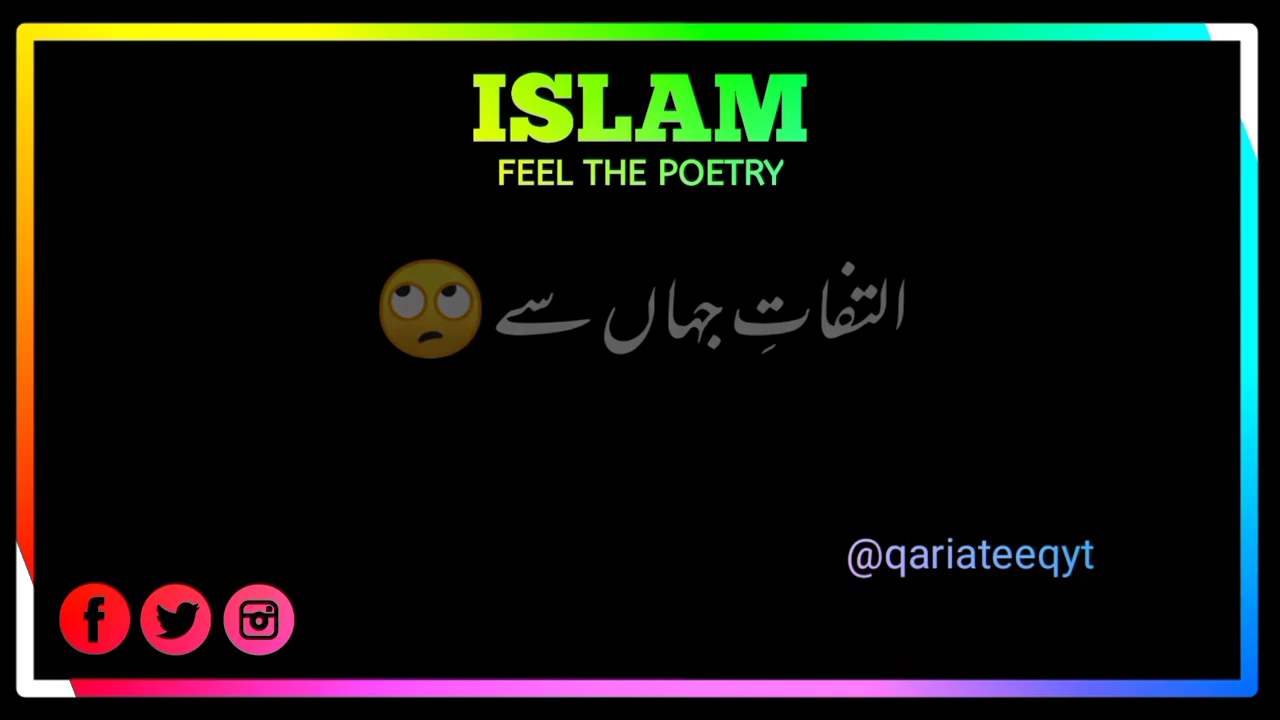 ISLAM
FEEL THE POETRY
التفاتِ جہاں سے 🙄
@qariateeqyt